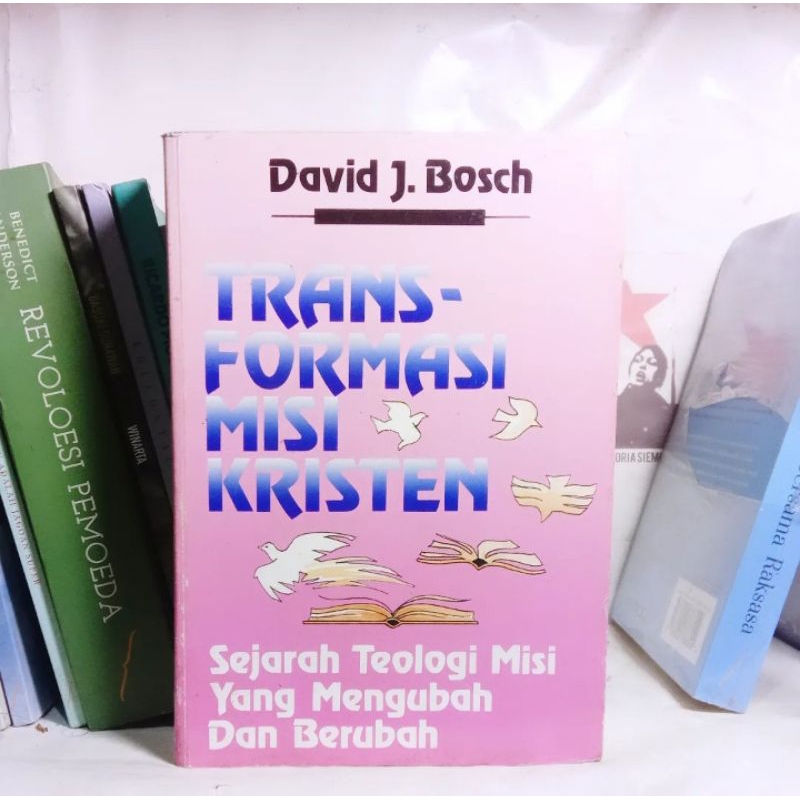 David J. Bosch
TRANS-
FORMASI
MISI
KRISTEN
Sejarah Teologi Misi
Yang Mengubah
Dan Berubah
BENEDICT
ANDERSON
REVOLOESI PEMOEDA
WINARTA
ersama Raksasa